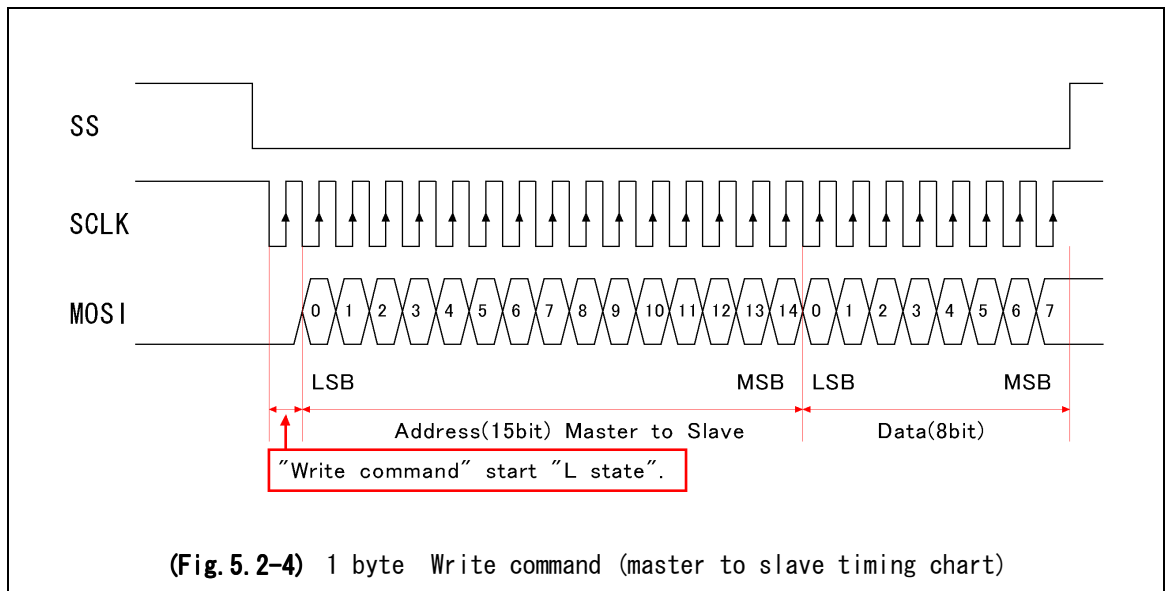 SS
SCLK
MOSI
0 1 2 3 4 5 6 7 8 9 10 11 12 13 14 0 1 2 3 4 5 6 7
LSB MSB LSB MSB
Address(15bit) Master to Slave Data(8bit)
"Write command" start "L state".
(Fig.5.2-4) 1 byte Write command (master to slave timing chart)